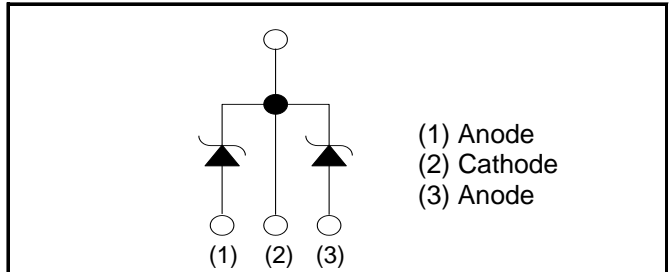 (1) Anode
(2) Cathode
(3) Anode
(1) (2) (3)